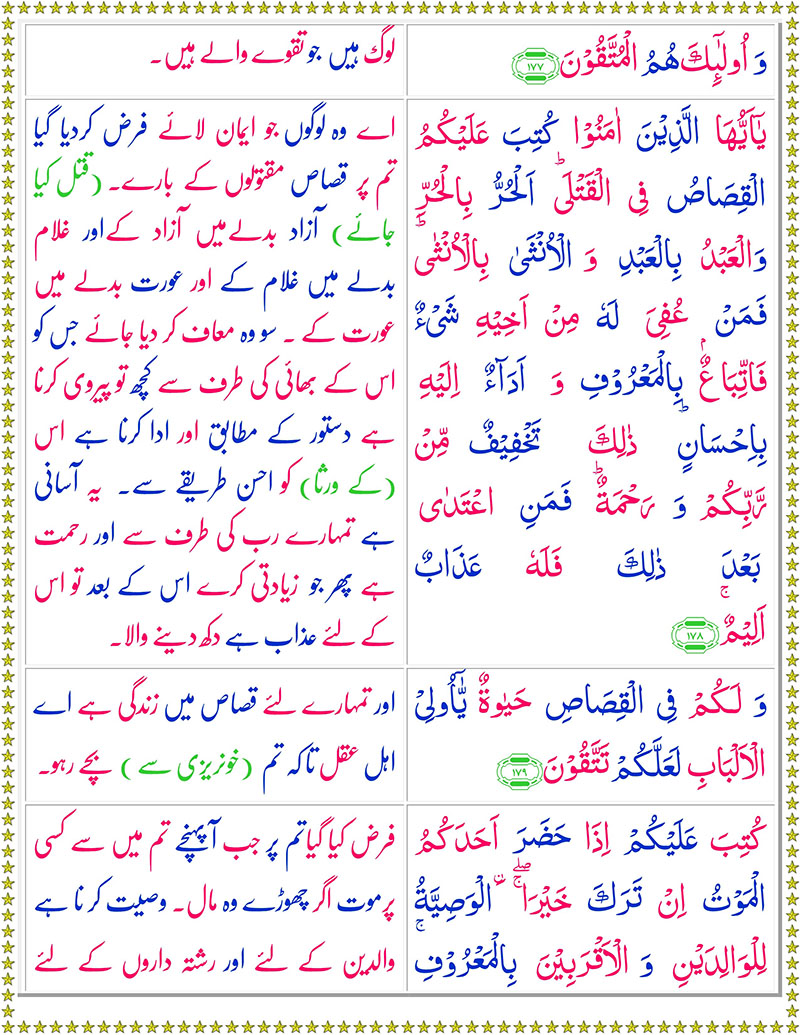 وَ اُولٰٓئِكَ هُمُ الْمُتَّقُوْنَ ۝۱۷۷
لوگ ہیں جو تقوے والے ہیں۔
يٰۤاَيُّهَا الَّذِيْنَ اٰمَنُوْا كُتِبَ عَلَيْكُمُ
الْقِصَاصُ فِي الْقَتْلٰى ؕ اَلْحُرُّ بِالْحُرِّ
وَالْعَبْدُ بِالْعَبْدِ وَ الْاُنْثٰى بِالْاُنْثٰى ؕ
فَمَنْ عُفِيَ لَهٗ مِنْ اَخِيْهِ شَيْءٌ
فَاتِّبَاعٌۢ بِالْمَعْرُوْفِ وَ اَدَآءٌ اِلَيْهِ
بِاِحْسَانٍ ؕ ذٰلِكَ تَخْفِيْفٌ مِّنْ
رَّبِّكُمْ وَ رَحْمَةٌ ؕ فَمَنِ اعْتَدٰى
بَعْدَ ذٰلِكَ فَلَهٗ عَذَابٌ
اَلِيْمٌ ۚ ۝۱۷۸
اے وہ لوگوں جو ایمان لائے فرض کردیا گیا
تم پر قصاص مقتولوں کے بارے۔ (قتل کیا
جائے) آزاد بدلےمیں آزاد کےاور غلام
بدلے میں غلام کے اور عورت بدلے میں
عورت کے ۔ سو وہ معاف کر دیا جائے جس کو
اس کے بھائی کی طرف سے کچھ تو پیروی کرنا
ہے دستور کے مطابق اور ادا کرنا ہے اس
(کے ورثا) کو احسن طریقے سے۔ یہ آسانی
ہے تمہارے رب کی طرف سے اور رحمت
ہے پھر جو زیادتی کرے اس کے بعد تو اس
کے لئے عذاب ہے دکھ دینے والا۔
وَ لَكُمْ فِي الْقِصَاصِ حَيٰوةٌ يّٰۤاُولِي
الْاَلْبَابِ لَعَلَّكُمْ تَتَّقُوْنَ ۝۱۷۹
اور تمہارے لئے قصاص میں زندگی ہے اے
اہل عقل تاکہ تم (خونریزی سے ) بچے رہو۔
كُتِبَ عَلَيْكُمْ اِذَا حَضَرَ اَحَدَكُمُ
الْمَوْتُ اِنْ تَرَكَ خَيْرَا ۚۖ ۨ الْوَصِيَّةُ
لِلْوَالِدَيْنِ وَ الْاَقْرَبِيْنَ بِالْمَعْرُوْفِ ۚ
فرض کیا گیا تم پر جب آ پہنچے تم میں سے کسی
پر موت اگر چھوڑے وہ مال۔ وصیت کرنا ہے
والدین کے لئے اور رشتہ داروں کے لئے